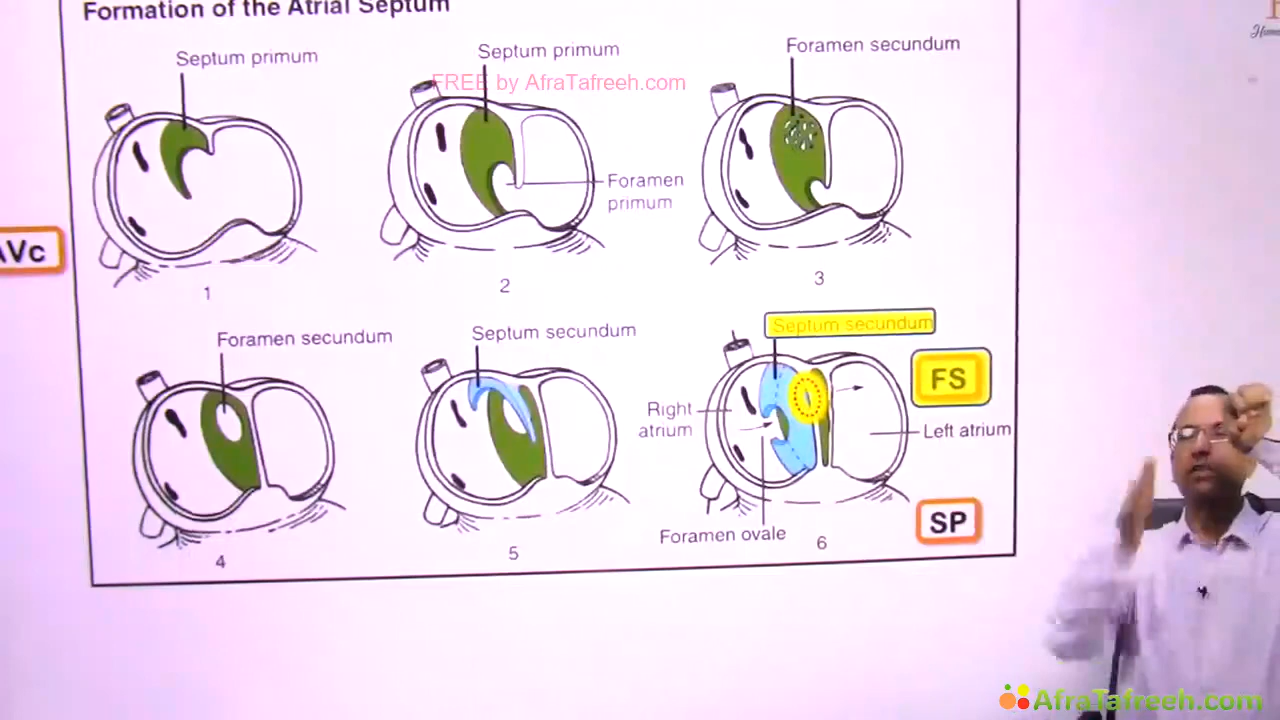 Formation of the Atrial Septum
Septum primum
Septum primum
Foramen secundum
FREE by AfraTafreeh.com
Foramen
primum
AVc
1
2
3
Foramen secundum
Septum secundum
Septum secundum
FS
Right
atrium
Left atrium
SP
Foramen ovale
4
5
6
AfraTafreeh.com